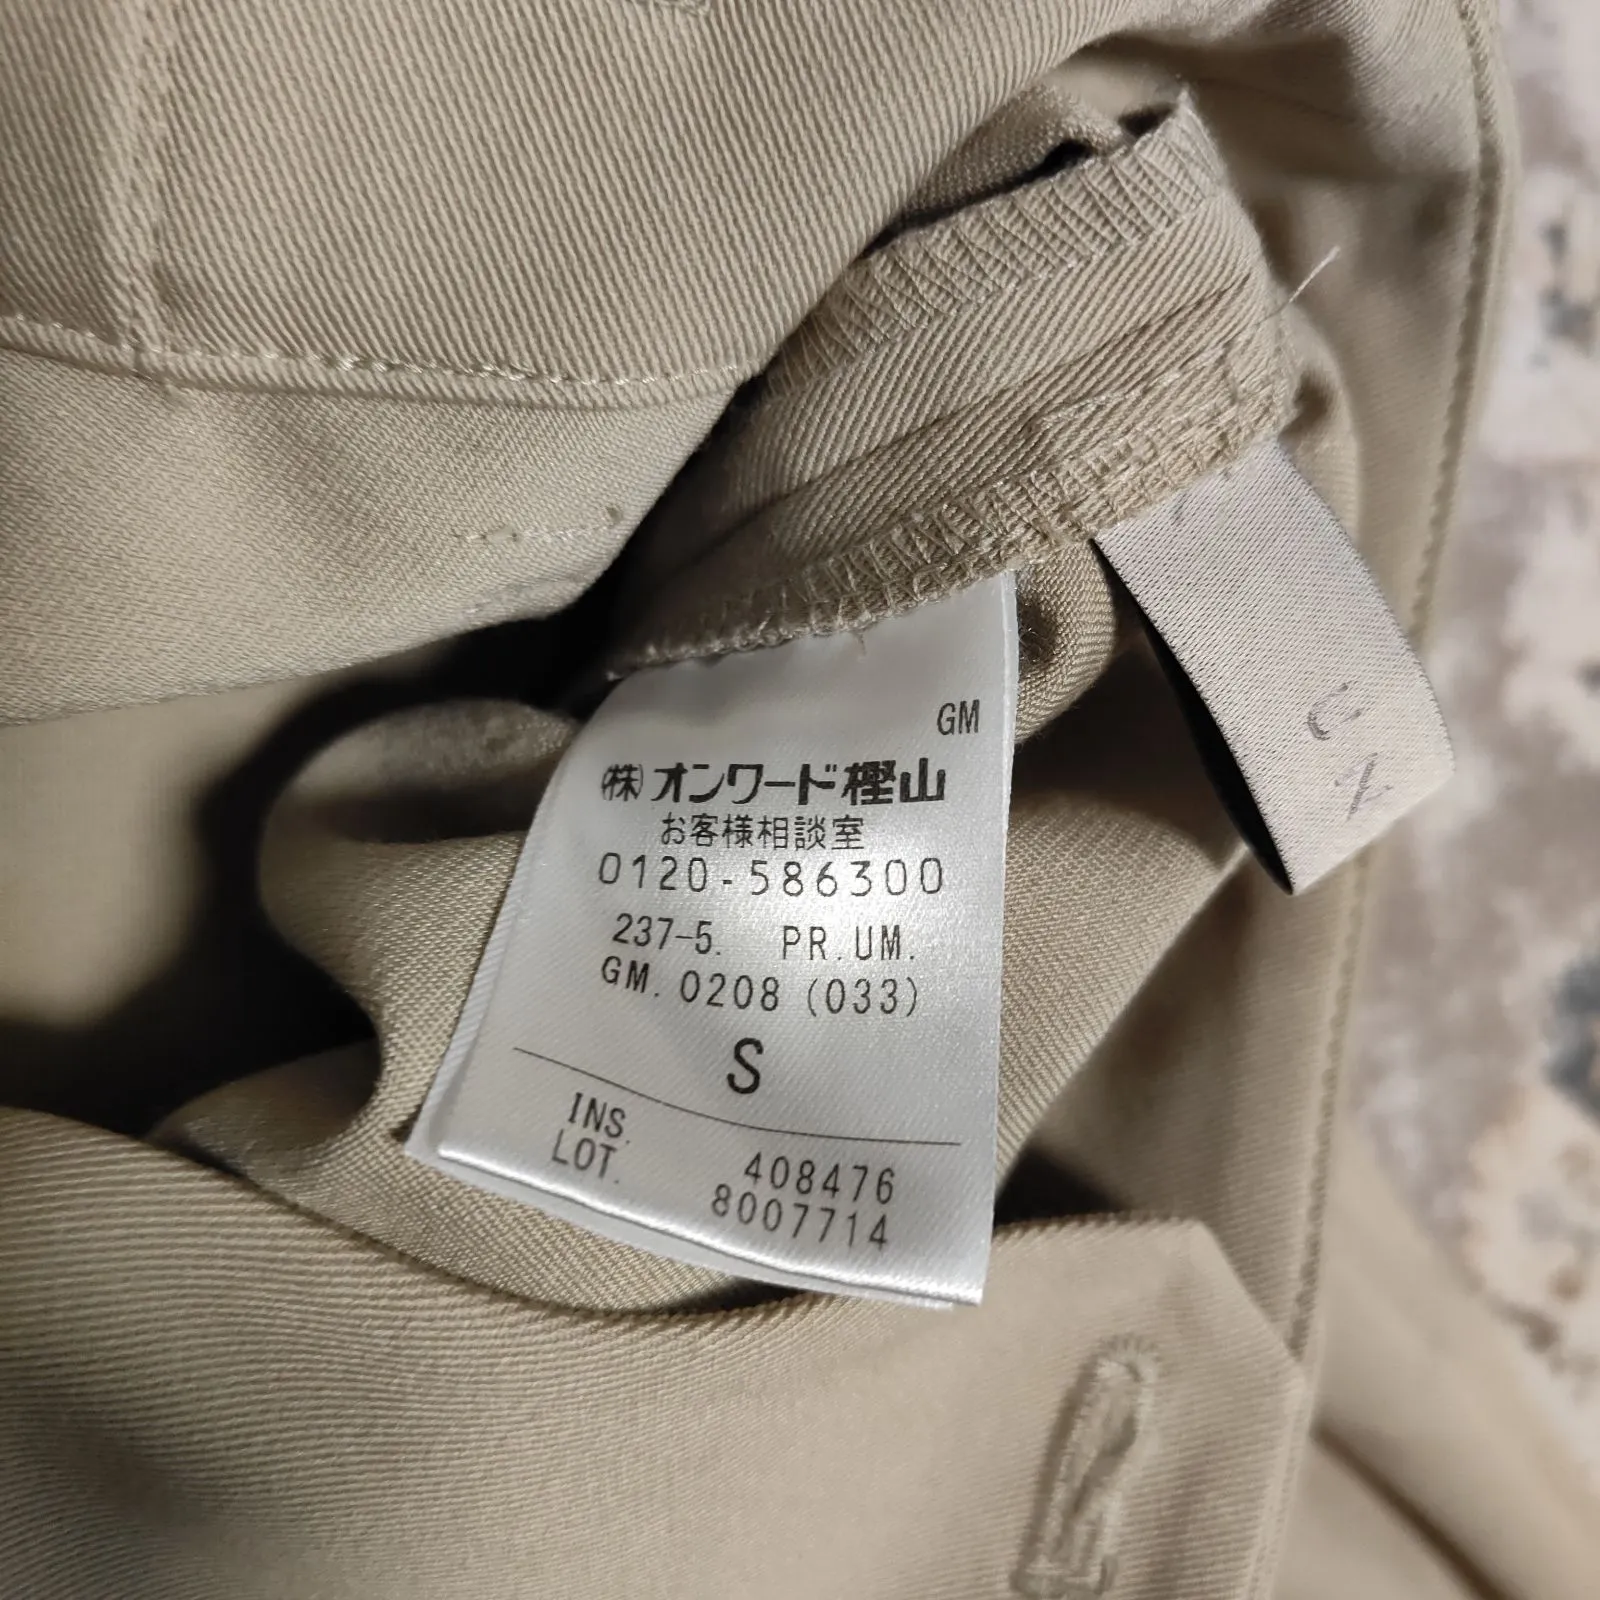 GM
㈱オンワード樫山
お客様相談室
0120-586300
237-5. PR.UM.
GM.0208(033)
S
INS. 408476
LOT. 8007714